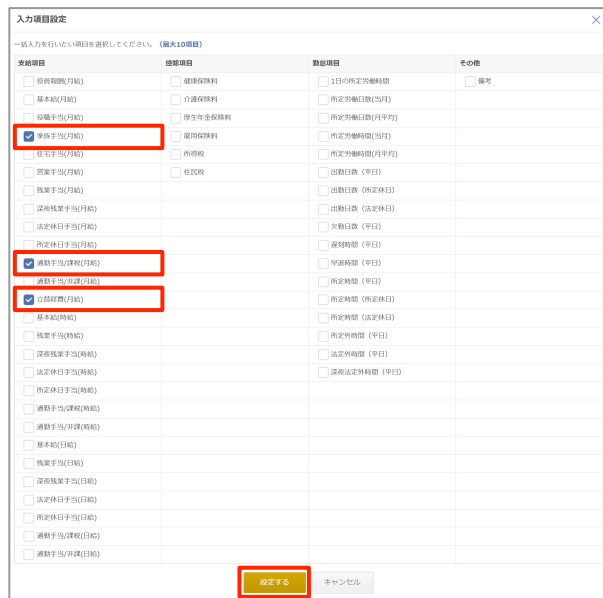 入力項目設定
一括入力を行いたい項目を選択してください。(最大10項目)
支給項目 控除項目 勤怠項目 その他
役員報酬(月給) 健康保険料 1日の所定労働時間 備考
基本給(月給) 介護保険料 所定労働日数(当月)
役職手当(月給) 厚生年金保険料 所定労働日数(月平均)
家族手当(月給) 雇用保険料 所定労働時間(当月)
住宅手当(月給) 所得税 所定労働時間(月平均)
営業手当(月給) 住民税 出勤日数(平日)
残業手当(月給) 出勤日数(所定休日)
深夜残業手当(月給) 出勤日数(法定休日)
法定休日手当(月給) 欠勤日数(平日)
所定休日手当(月給) 遅刻時間(平日)
通勤手当/課税(月給) 早退時間(平日)
通勤手当/非課(月給) 所定時間(平日)
立替経費(月給) 所定時間(所定休日)
基本給(時給) 所定時間(法定休日)
残業手当(時給) 所定外時間(平日)
深夜残業手当(時給) 法定外時間(平日)
法定休日手当(時給) 深夜法定外時間(平日)
所定休日手当(時給)
通勤手当/課税(時給)
通勤手当/非課(時給)
基本給(日給)
残業手当(日給)
深夜残業手当(日給)
法定休日手当(日給)
所定休日手当(日給)
通勤手当/課税(日給)
通勤手当/非課(日給)
設定する キャンセル